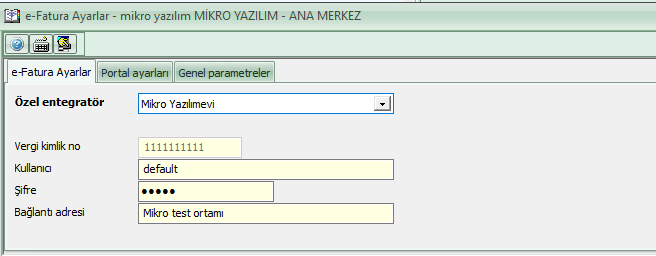 e-Fatura Ayarlar - mikro yazılım MİKRO YAZILIM - ANA MERKEZ
e-Fatura Ayarlar Portal ayarları Genel parametreler
Özel entegratör Mikro Yazılımevi
Vergi kimlik no 1111111111
Kullanıcı default
Şifre •••••
Bağlantı adresi Mikro test ortamı